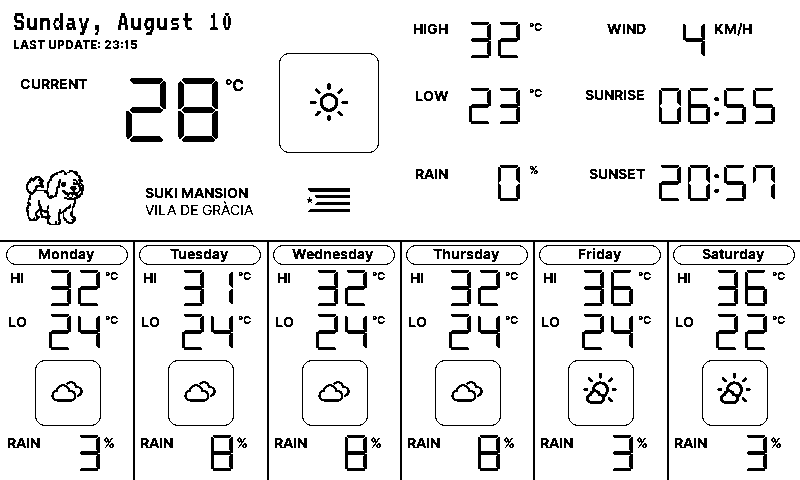 Sunday, August 10
LAST UPDATE: 23:15
CURRENT 28 °C
HIGH 32 °C
WIND 4 KM/H
LOW 23 °C
SUNRISE 06:55
RAIN 0 %
SUNSET 20:57
SUKI MANSION
VILA DE GRÀCIA
Monday
HI 32 °C
LO 24 °C
RAIN 3 %
Tuesday
HI 31 °C
LO 24 °C
RAIN 8 %
Wednesday
HI 32 °C
LO 24 °C
RAIN 8 %
Thursday
HI 32 °C
LO 24 °C
RAIN 8 %
Friday
HI 36 °C
LO 24 °C
RAIN 3 %
Saturday
HI 36 °C
LO 22 °C
RAIN 3 %